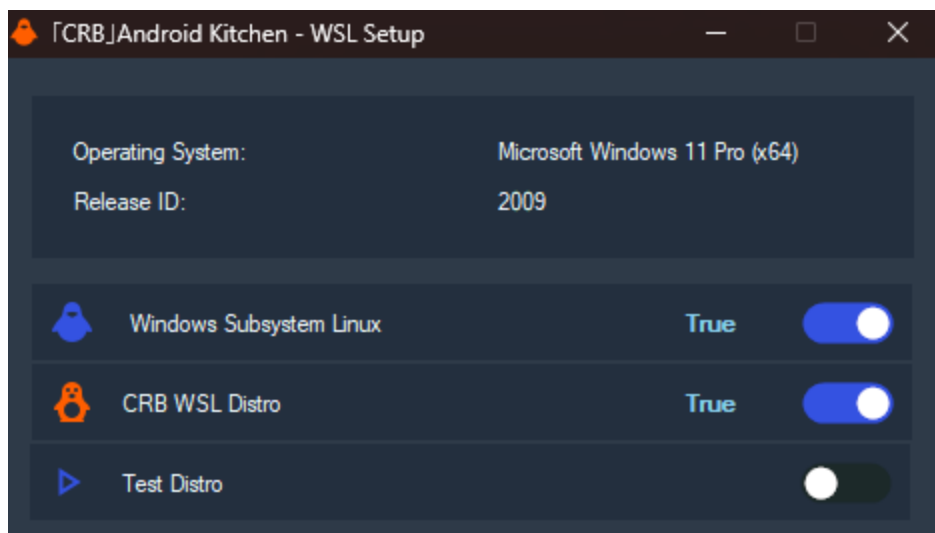 「CRB」Android Kitchen - WSL Setup
Operating System: Microsoft Windows 11 Pro (x64)
Release ID: 2009
Windows Subsystem Linux True
CRB WSL Distro True
Test Distro